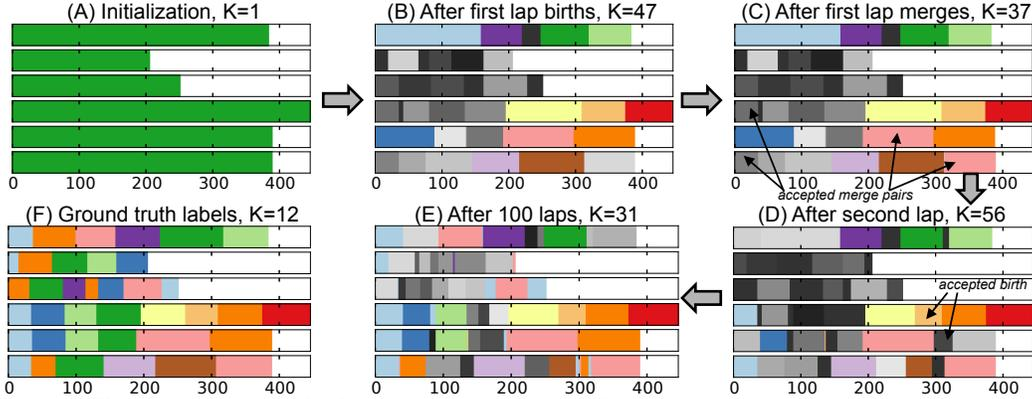 (A) Initialization, K=1
(B) After first lap births, K=47
(C) After first lap merges, K=37
0 100 200 300 400
0 100 200 300 400
0 100 200 300 400
accepted merge pairs
(F) Ground truth labels, K=12
(E) After 100 laps, K=31
(D) After second lap, K=56
accepted birth
0 100 200 300 400
0 100 200 300 400
0 100 200 300 400